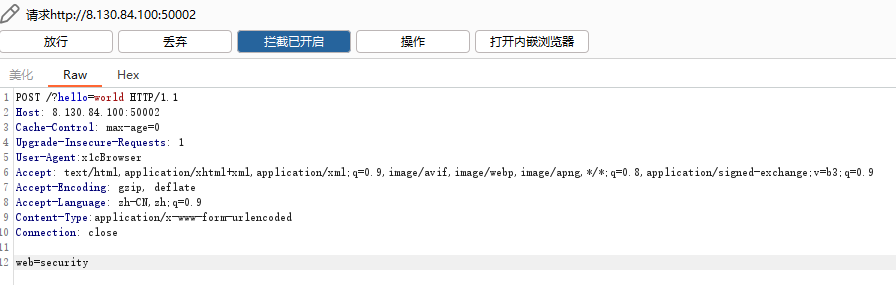 请求http://8.130.84.100:50002
放行 丢弃 拦截已开启 操作 打开内嵌浏览器
美化 Raw Hex
1 POST /?hello=world HTTP/1.1
2 Host: 8.130.84.100:50002
3 Cache-Control: max-age=0
4 Upgrade-Insecure-Requests: 1
5 User-Agent:x1cBrowser
6 Accept: text/html,application/xhtml+xml,application/xml;q=0.9,image/avif,image/webp,image/apng,*/*;q=0.8,application/signed-exchange;v=b3;q=0.9
7 Accept-Encoding: gzip, deflate
8 Accept-Language: zh-CN,zh;q=0.9
9 Content-Type:application/x-www-form-urlencoded
10 Connection: close
11
12 web=security